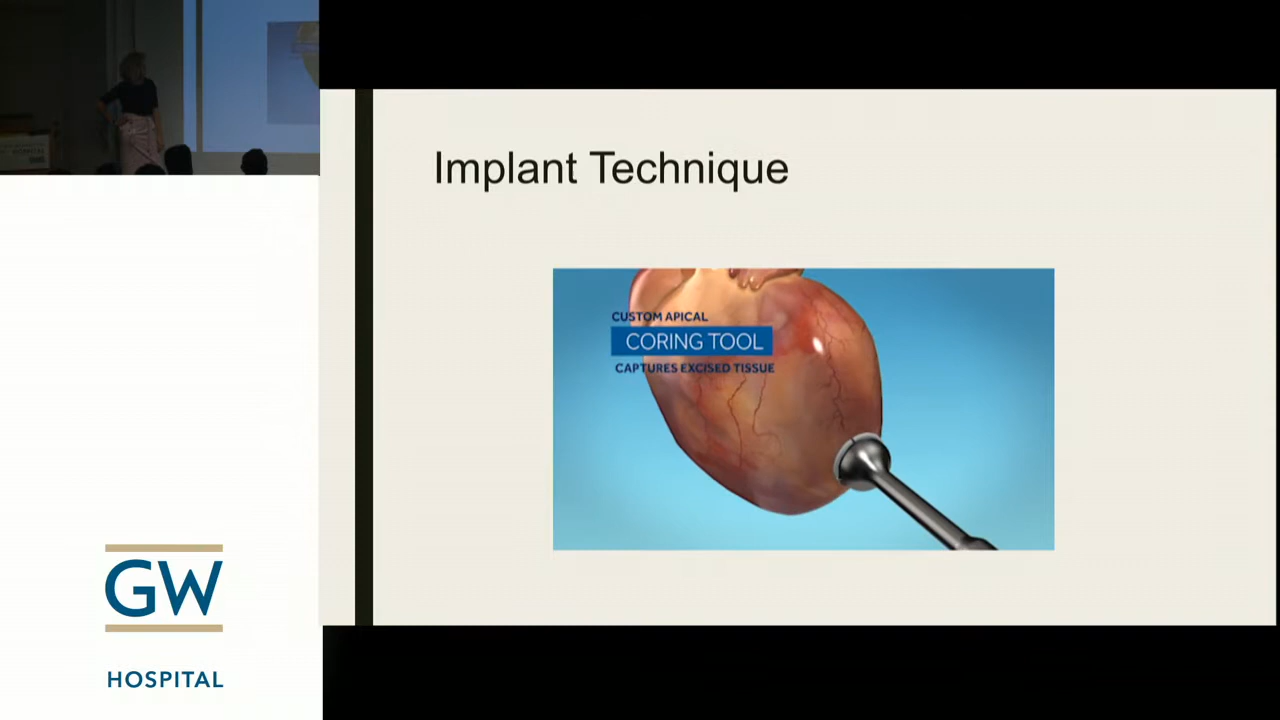 Implant Technique
CUSTOM APICAL
CORING TOOL
CAPTURES EXCISED TISSUE
GW
HOSPITAL